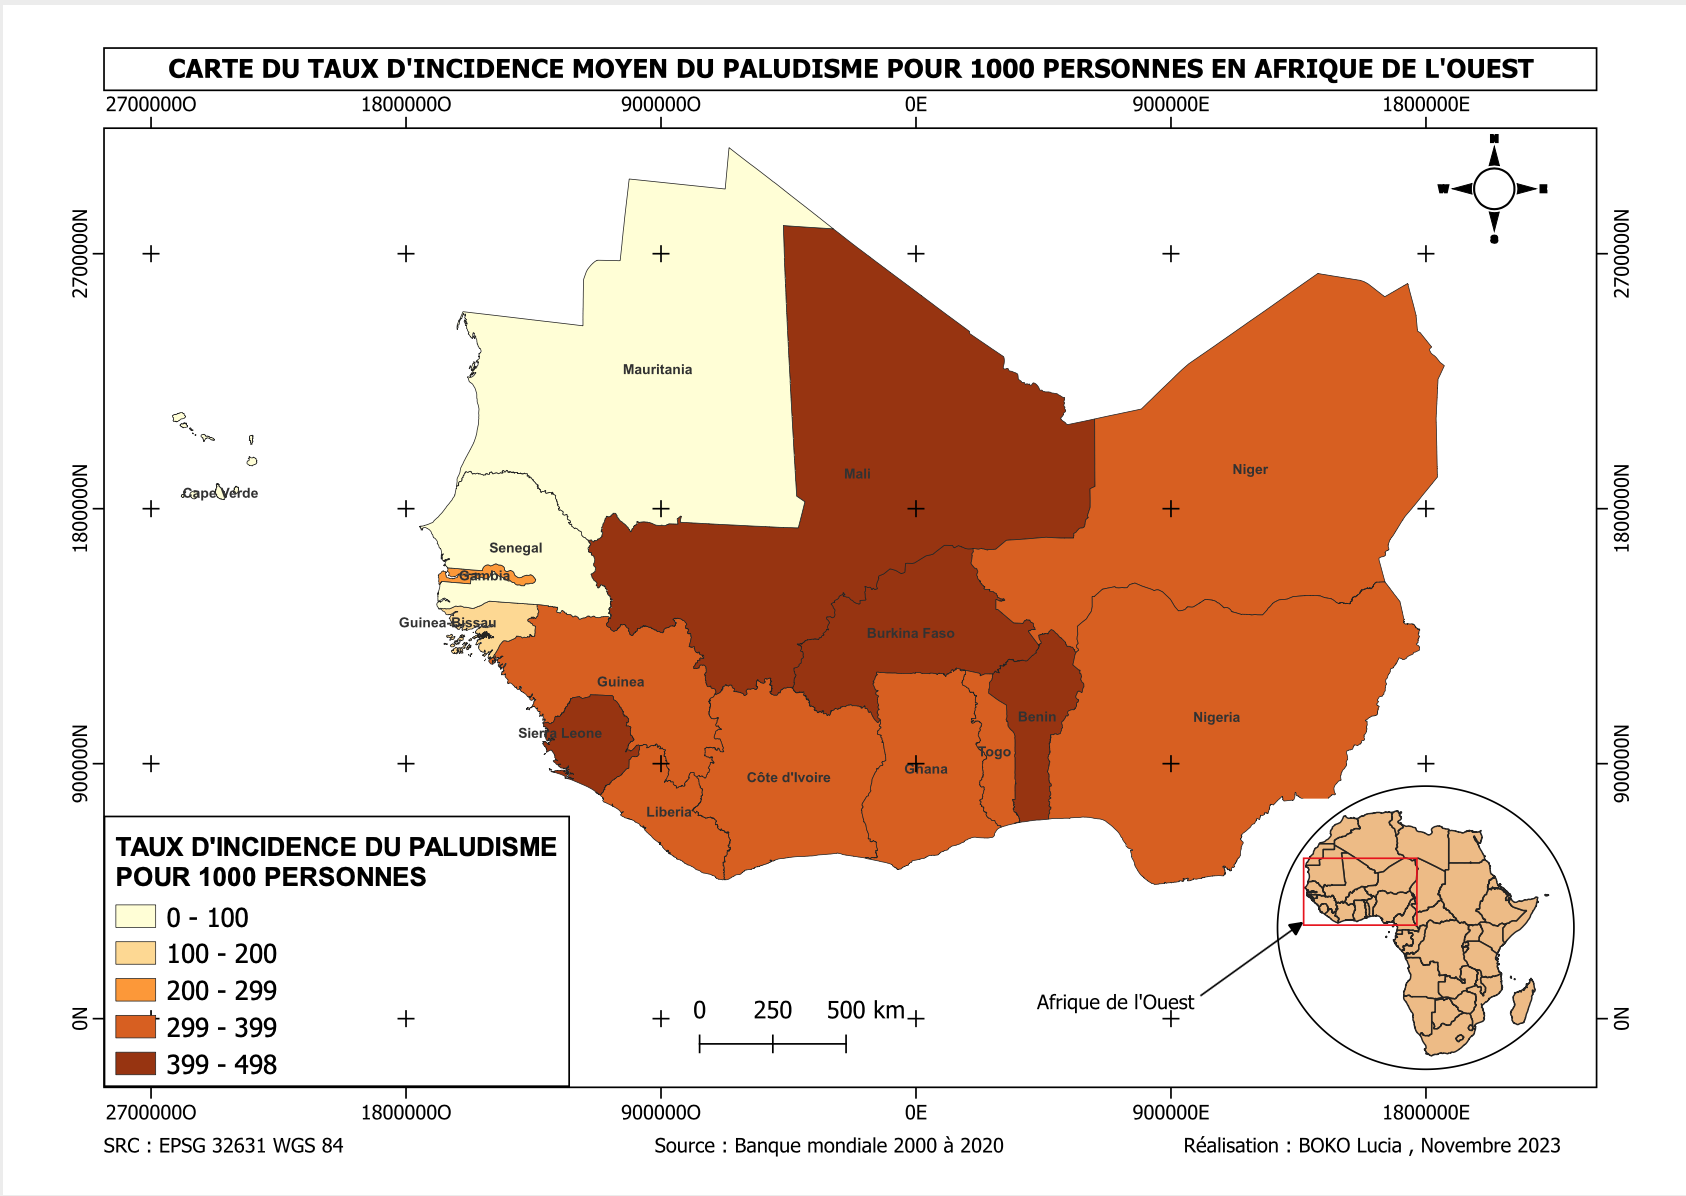 CARTE DU TAUX D'INCIDENCE MOYEN DU PALUDISME POUR 1000 PERSONNES EN AFRIQUE DE L'OUEST
2700000O 1800000O 900000O 0E 900000E 1800000E
N
W E
S
2700000N 2700000N
Mauritania
Mali
Niger
Cape Verde
1800000N 1800000N
Senegal
Gambia
Guinea-Bissau
Burkina Faso
Guinea
Benin
Nigeria
Sierra Leone
Togo
Ghana
Côte d'Ivoire
900000N 900000N
Liberia
TAUX D'INCIDENCE DU PALUDISME
POUR 1000 PERSONNES
0 - 100
100 - 200
200 - 299
299 - 399
399 - 498
0 250 500 km
Afrique de l'Ouest
0N 0N
2700000O 1800000O 900000O 0E 900000E 1800000E
SRC : EPSG 32631 WGS 84 Source : Banque mondiale 2000 à 2020 Réalisation : BOKO Lucia , Novembre 2023